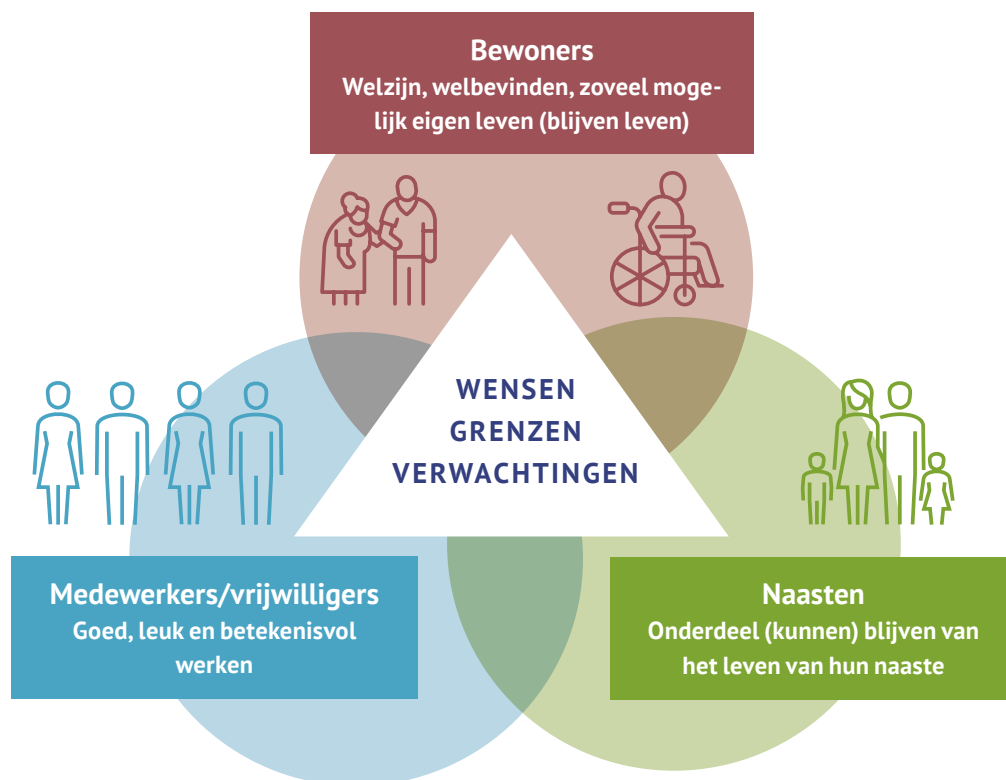 Bewoners
Welzijn, welbevinden, zoveel moge-
lijk eigen leven (blijven leven)
WENSEN
GRENZEN
VERWACHTINGEN
Medewerkers/vrijwilligers
Goed, leuk en betekenisvol
werken
Naasten
Onderdeel (kunnen) blijven van
het leven van hun naaste